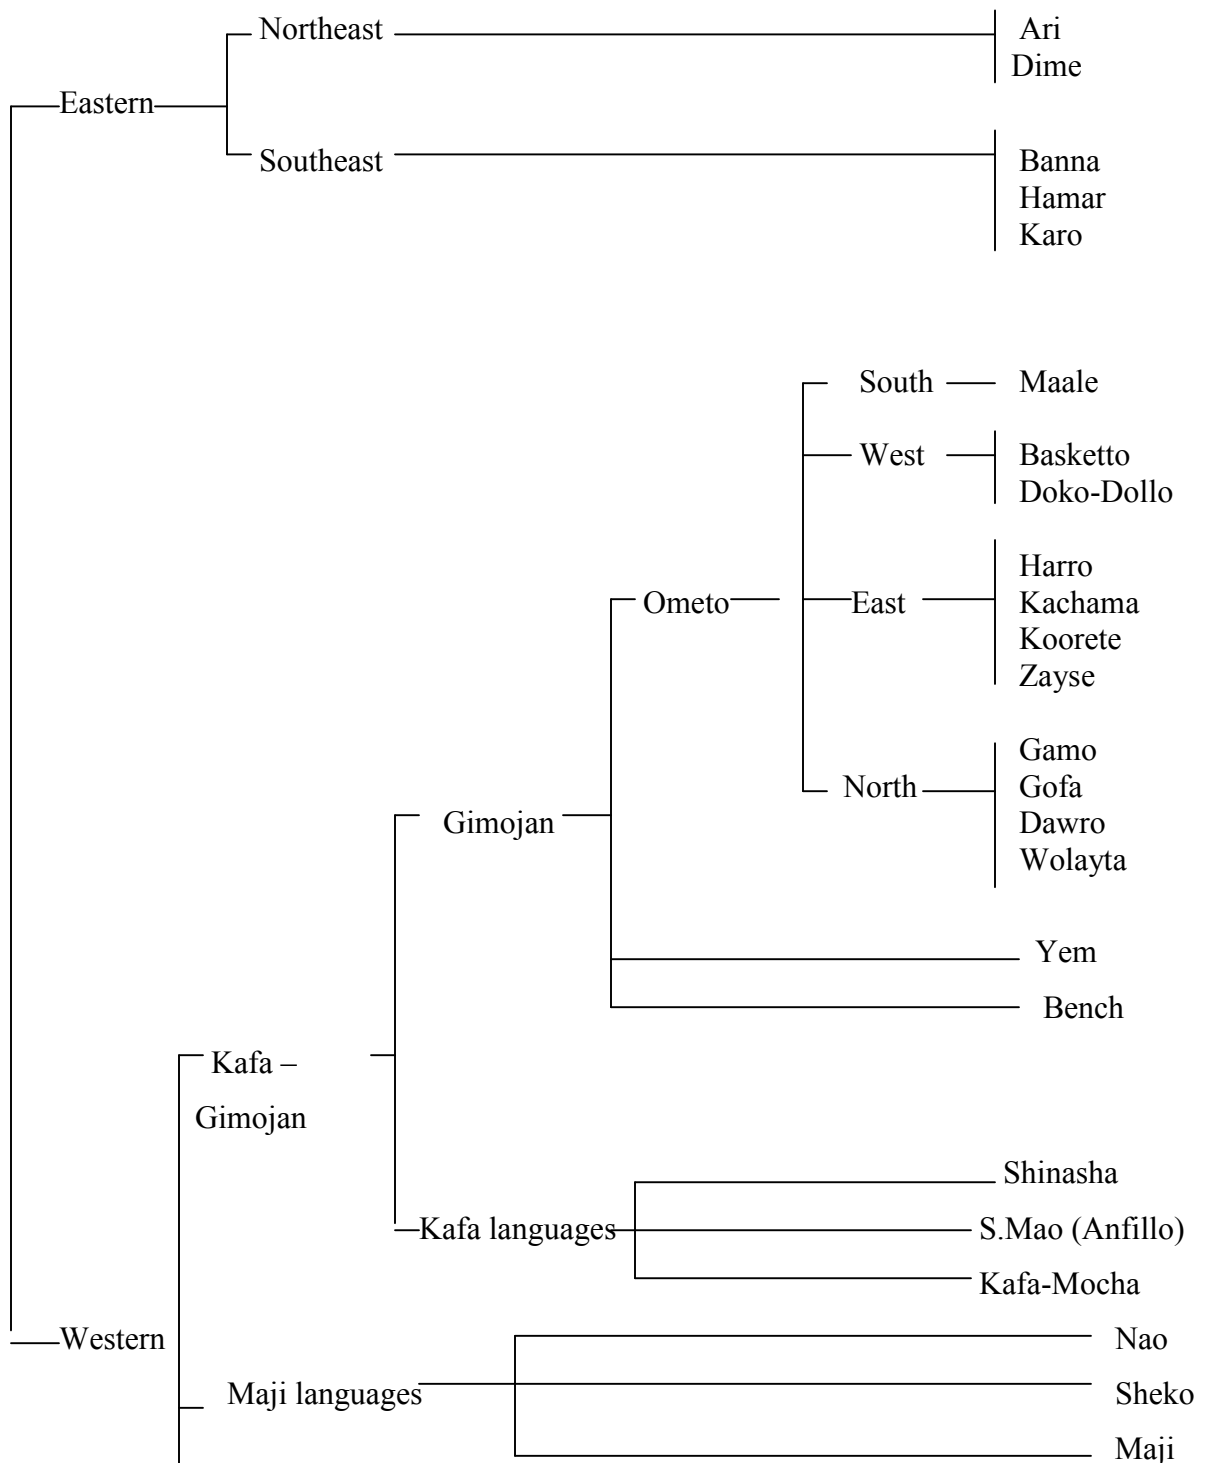 Northeast
Ari
Dime
Eastern
Southeast
Banna
Hamar
Karo
South
Maale
West
Basketto
Doko-Dollo
Harro
Ometo
East
Kachama
Koorete
Zayse
Gamo
North
Gofa
Gimojan
Dawro
Wolayta
Yem
Bench
Kafa –
Gimojan
Shinasha
Kafa languages
S.Mao (Anfillo)
Kafa-Mocha
Western
Nao
Maji languages
Sheko
Maji